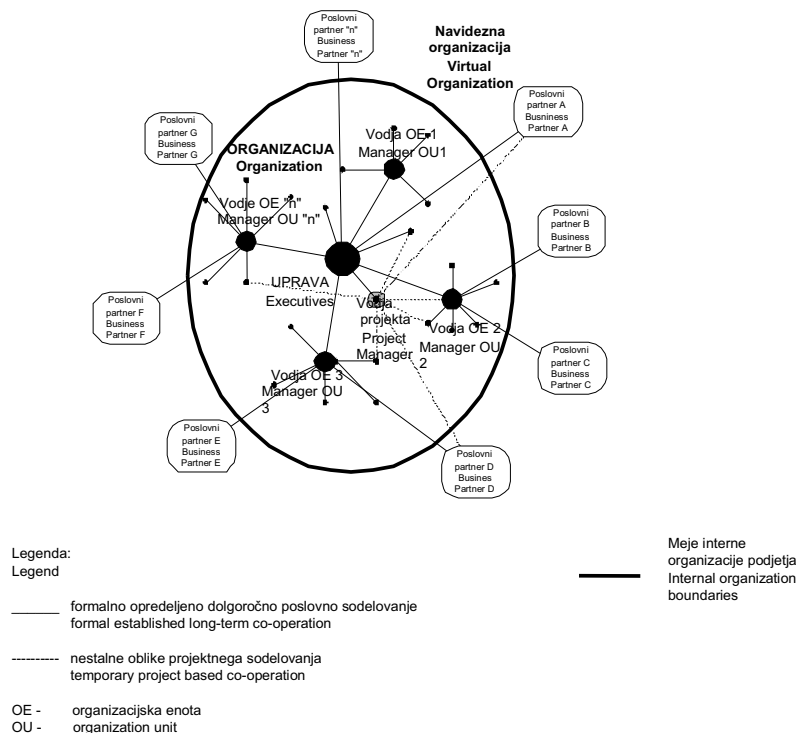 Poslovni
partner "n"
Business
Partner "n"
Navidezna
organizacija
Virtual
Organization
Poslovni
partner A
Busniness
Partner A
Poslovni
partner G
Business
Partner G
ORGANIZACIJA
Organization
Vodja OE 1
Manager OU1
Vodje OE "n"
Manager OU "n"
Poslovni
partner B
Business
Partner B
UPRAVA
Executives
Vodja
projekta
Project
Manager
Vodja OE 2
Manager OU
2
Poslovni
partner F
Business
Partner F
Poslovni
partner C
Business
Partner C
Vodja OE 3
Manager OU
3
Poslovni
partner E
Business
Partner E
Poslovni
partner D
Busines
Partner D
Legenda:
Legend
formalno opredeljeno dolgoročno poslovno sodelovanje
formal established long-term co-operation
---------- nestalne oblike projektnega sodelovanja
temporary project based co-operation
OE - organizacijska enota
OU - organization unit
Meje interne
organizacije podjetja
Internal organization
boundaries